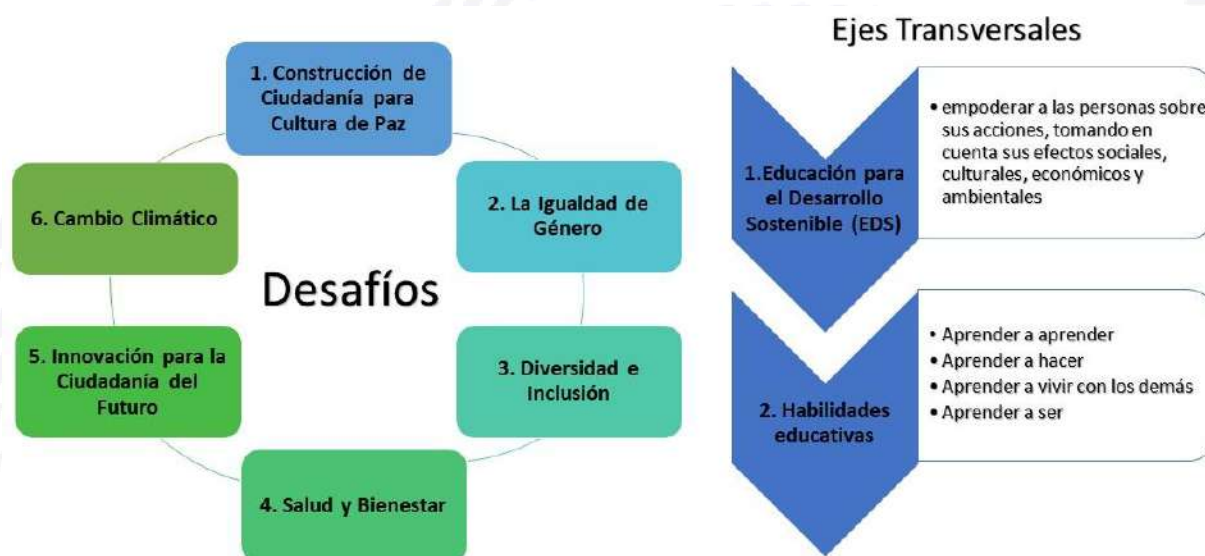 1. Construcción de
Ciudadanía para
Cultura de Paz
2. La Igualdad de
Género
3. Diversidad e
Inclusión
4. Salud y Bienestar
5. Innovación para la
Ciudadanía del
Futuro
6. Cambio Climático
Desafíos
Ejes Transversales
1.Educación para
el Desarrollo
Sostenible (EDS)
• empoderar a las personas sobre
sus acciones, tomando en
cuenta sus efectos sociales,
culturales, económicos y
ambientales
2. Habilidades
educativas
• Aprender a aprender
• Aprender a hacer
• Aprender a vivir con los demás
• Aprender a ser